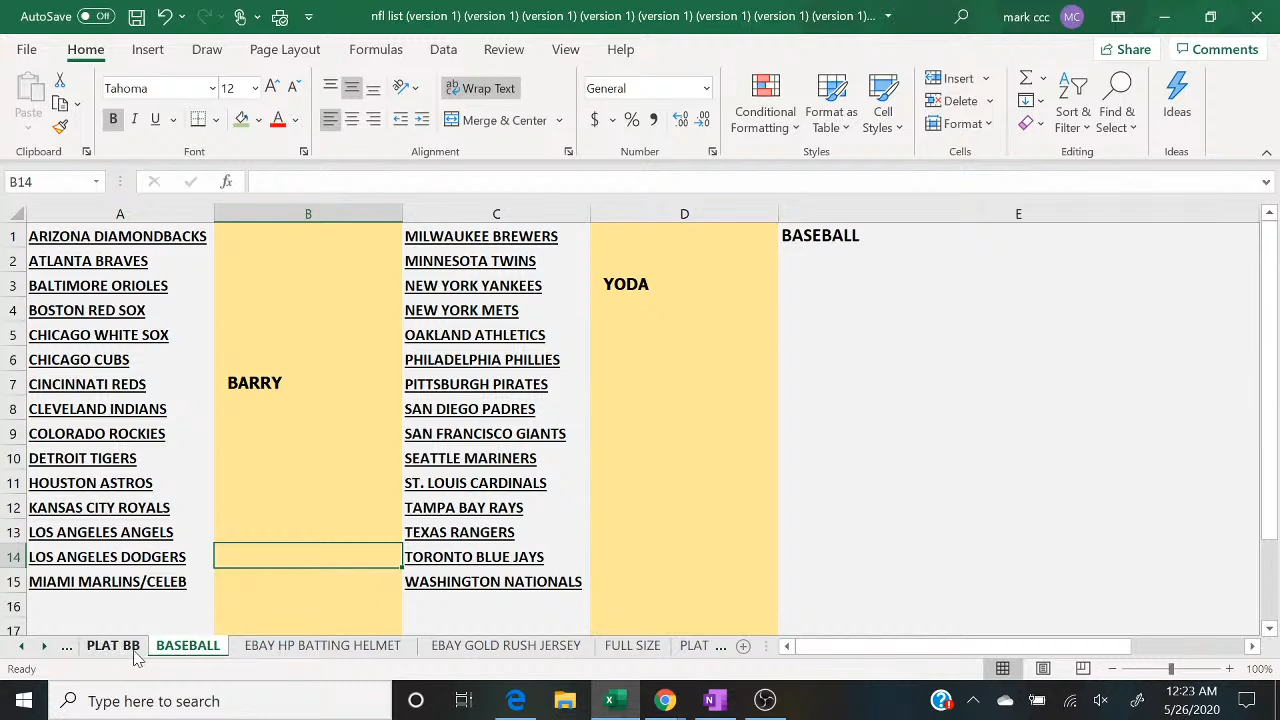 AutoSave Off nfl list (version 1) (version 1) (version 1) (version 1) (version 1) (version 1) (version 1)... mark ccc MC
File Home Insert Draw Page Layout Formulas Data Review View Help Share Comments
Tahoma 12 Wrap Text General Insert
Paste B I U Merge & Center $ % Conditional Formatting Format as Table Cell Styles Delete Format Sort & Filter Find & Select Ideas
Clipboard Font Alignment Number Styles Cells Editing Ideas
B14 fx
A B C D E
1 ARIZONA DIAMONDBACKS MILWAUKEE BREWERS BASEBALL
2 ATLANTA BRAVES MINNESOTA TWINS
3 BALTIMORE ORIOLES NEW YORK YANKEES YODA
4 BOSTON RED SOX NEW YORK METS
5 CHICAGO WHITE SOX OAKLAND ATHLETICS
6 CHICAGO CUBS PHILADELPHIA PHILLIES
7 CINCINNATI REDS BARRY PITTSBURGH PIRATES
8 CLEVELAND INDIANS SAN DIEGO PADRES
9 COLORADO ROCKIES SAN FRANCISCO GIANTS
10 DETROIT TIGERS SEATTLE MARINERS
11 HOUSTON ASTROS ST. LOUIS CARDINALS
12 KANSAS CITY ROYALS TAMPA BAY RAYS
13 LOS ANGELES ANGELS TEXAS RANGERS
14 LOS ANGELES DODGERS TORONTO BLUE JAYS
15 MIAMI MARLINS/CELEB WASHINGTON NATIONALS
16
17
... PLAT BB BASEBALL EBAY HP BATTING HELMET EBAY GOLD RUSH JERSEY FULL SIZE PLAT ...
Ready 100%
Type here to search 12:23 AM
5/26/2020